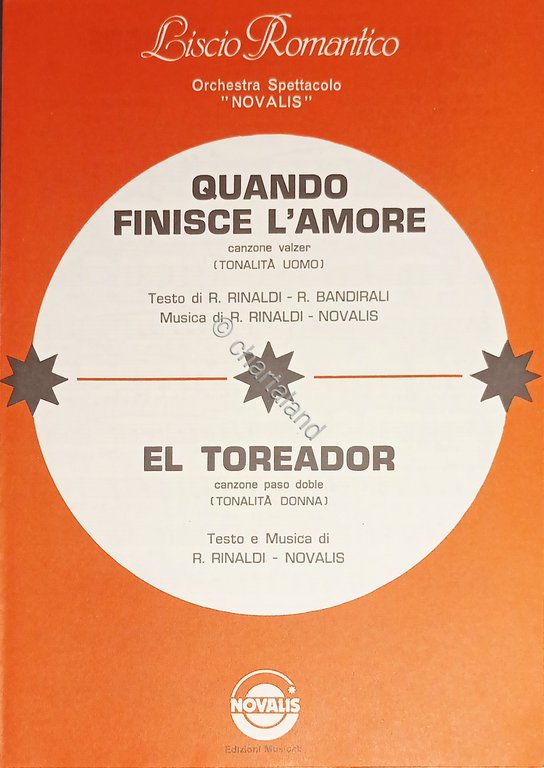 Liscio Romantico
Orchestra Spettacolo
"NOVALIS"
QUANDO
FINISCE L'AMORE
canzone valzer
(TONALITÀ UOMO)
Testo di R. RINALDI - R. BANDIRALI
Musica di R. RINALDI - NOVALIS
© chartaland
EL TOREADOR
canzone paso doble
(TONALITÀ DONNA)
Testo e Musica di
R. RINALDI - NOVALIS
NOVALIS
Edizioni Musicali